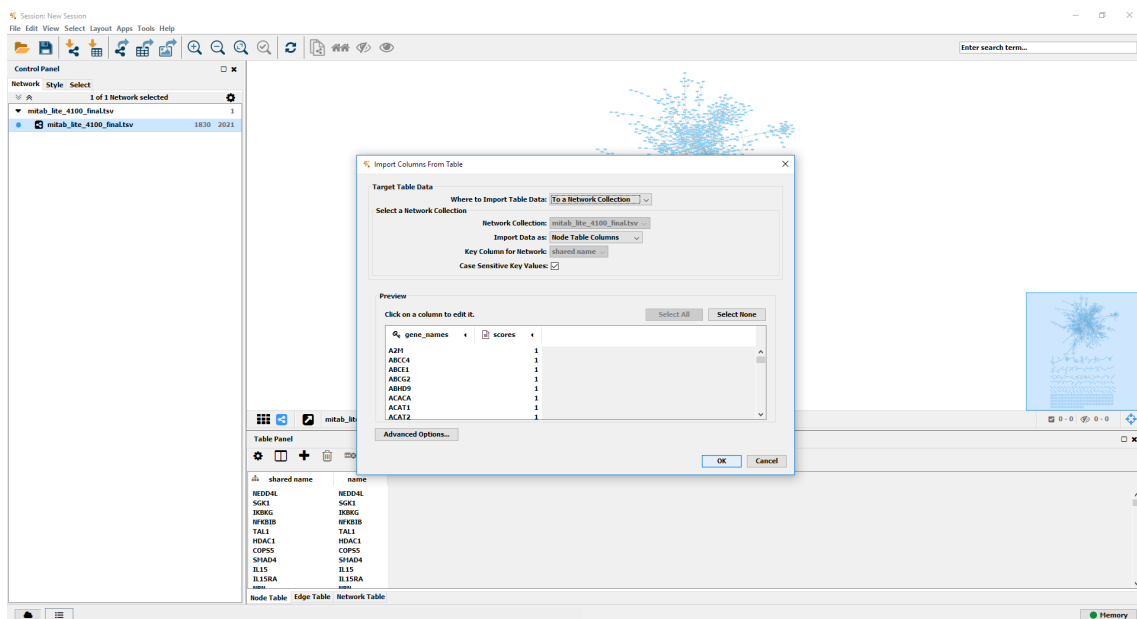 Session: New Session
File Edit View Select Layout Apps Tools Help
Enter search term...
Control Panel
Network Style Select
1 of 1 Network selected
mitab_lite_4100_final.tsv 1
mitab_lite_4100_final.tsv 1830 2021
Import Columns From Table
Target Table Data
Where to Import Table Data: To a Network Collection
Select a Network Collection
Network Collection: mitab_lite_4100_final.tsv
Import Data as: Node Table Columns
Key Column for Network: shared name
Case Sensitive Key Values:
Preview
Click on a column to edit it.
Select All Select None
gene_names scores
A2M 1
ABCC4 1
ABCE1 1
ABCG2 1
ABHD9 1
ACACA 1
ACAT1 1
ACAT2 1
Advanced Options...
OK Cancel
mitab_lit
0 - 0 0 - 0
Table Panel
shared name name
NEDD4L NEDD4L
SGK1 SGK1
IKBKG IKBKG
NFKBIB NFKBIB
TAL1 TAL1
HDAC1 HDAC1
COPS5 COPS5
SMAD4 SMAD4
IL15 IL15
IL15RA IL15RA
Node Table Edge Table Network Table
Memory